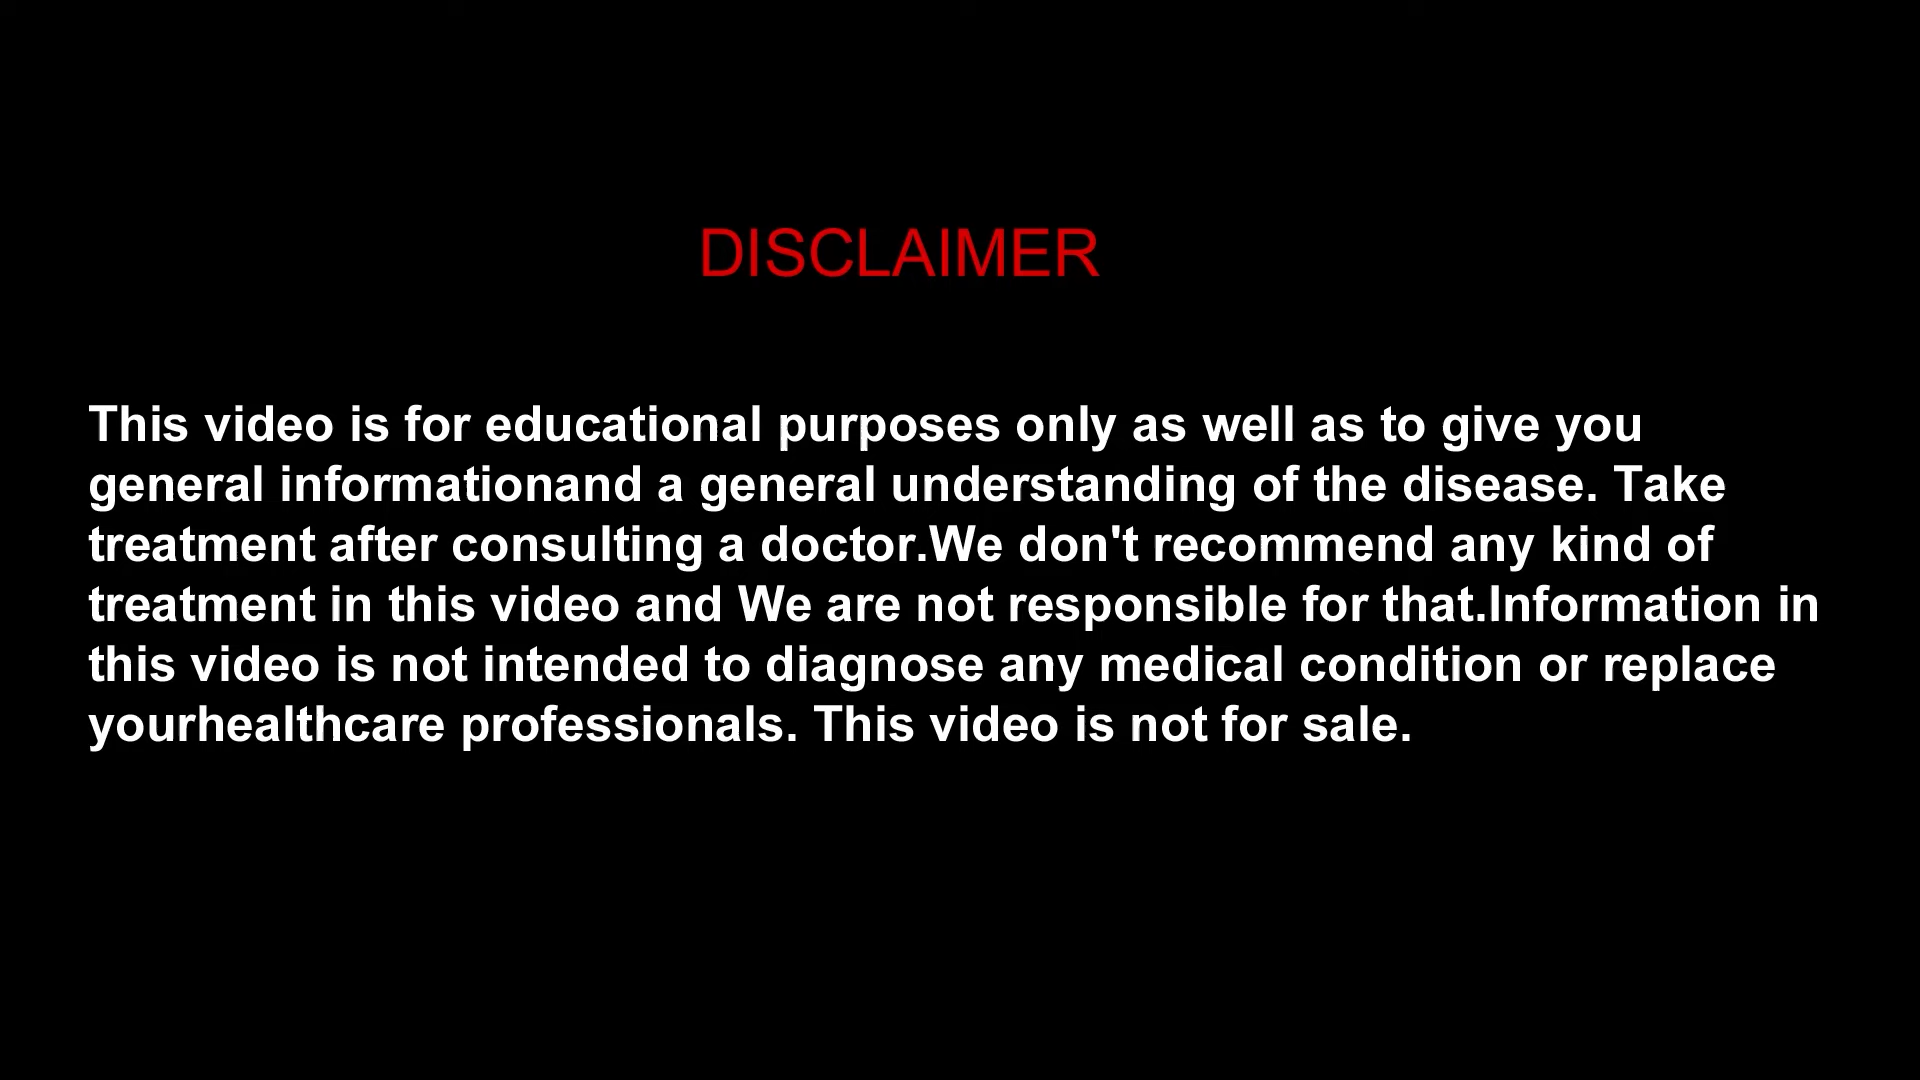 DISCLAIMER
This video is for educational purposes only as well as to give you
general informationand a general understanding of the disease. Take
treatment after consulting a doctor.We don't recommend any kind of
treatment in this video and We are not responsible for that.Information in
this video is not intended to diagnose any medical condition or replace
yourhealthcare professionals. This video is not for sale.